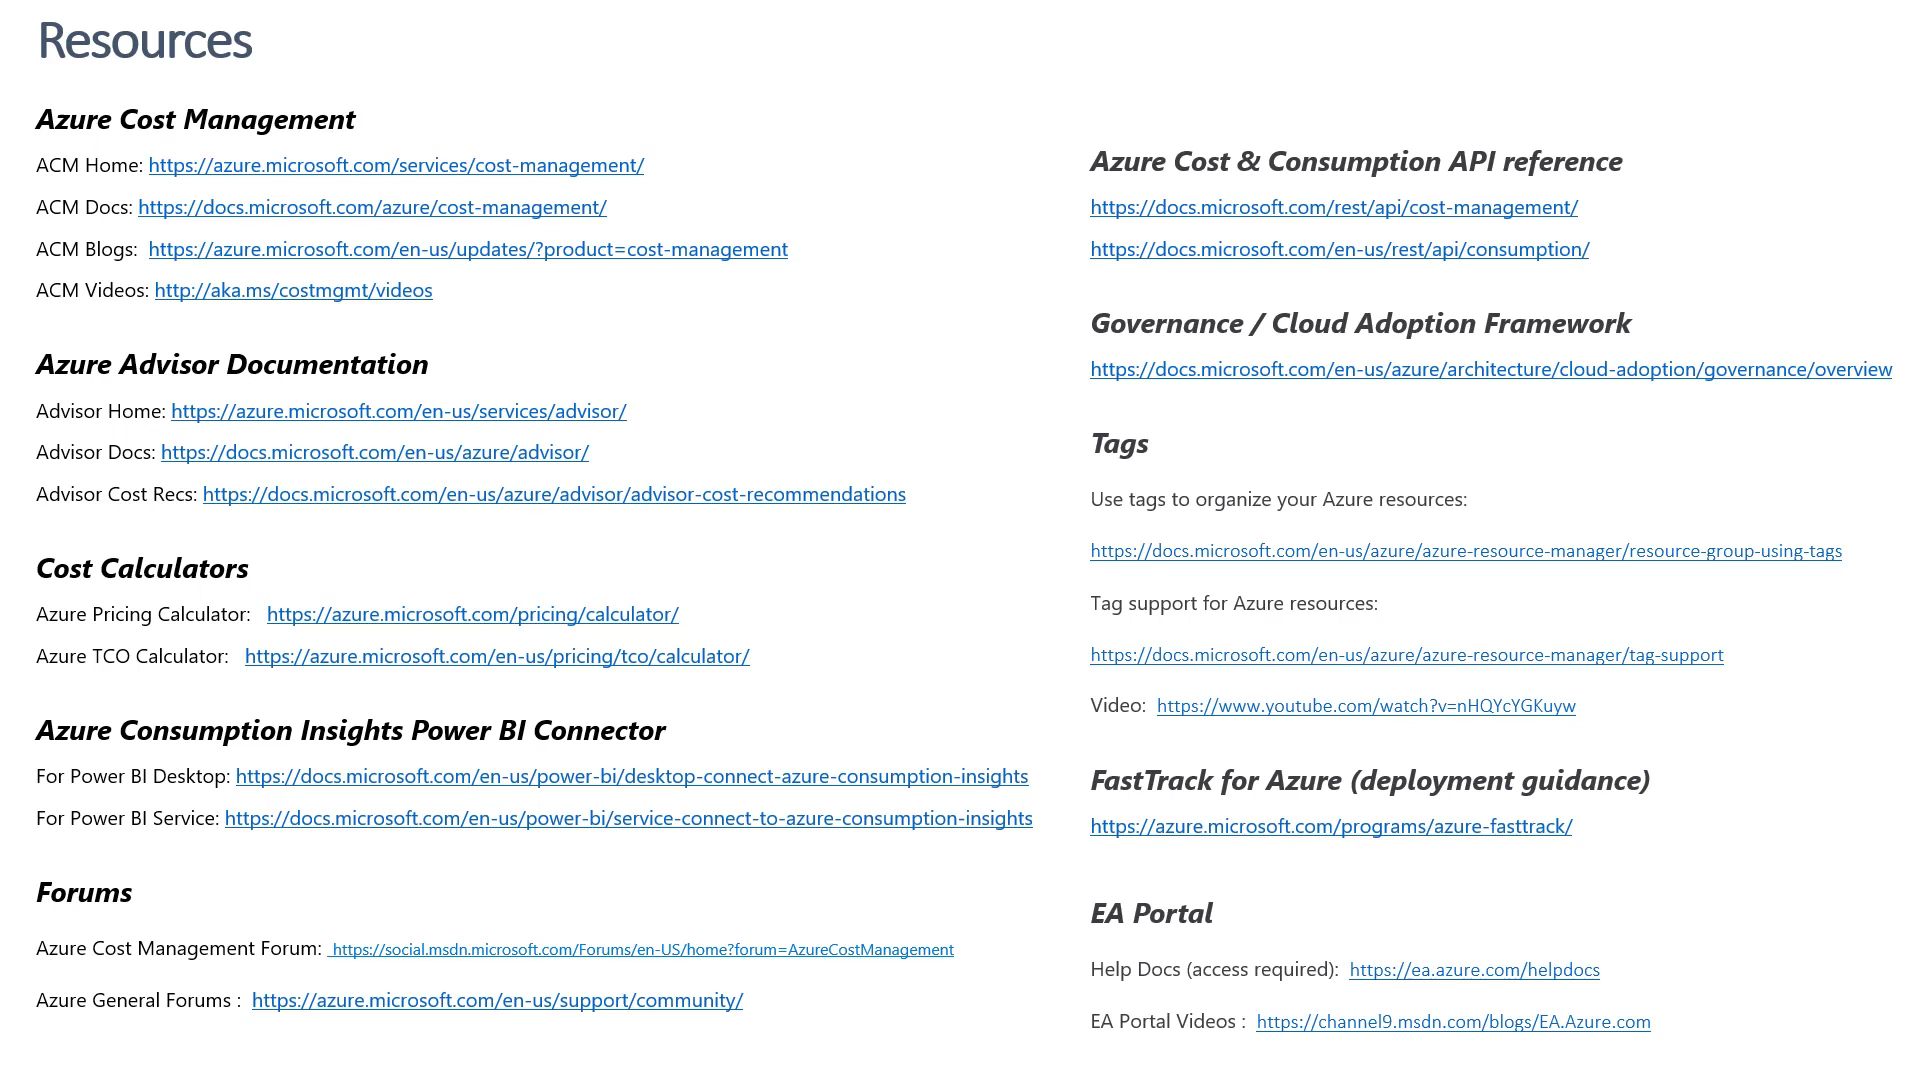 Resources
Azure Cost Management
ACM Home: https://azure.microsoft.com/services/cost-management/
ACM Docs: https://docs.microsoft.com/azure/cost-management/
ACM Blogs: https://azure.microsoft.com/en-us/updates/?product=cost-management
ACM Videos: http://aka.ms/costmgmt/videos
Azure Advisor Documentation
Advisor Home: https://azure.microsoft.com/en-us/services/advisor/
Advisor Docs: https://docs.microsoft.com/en-us/azure/advisor/
Advisor Cost Recs: https://docs.microsoft.com/en-us/azure/advisor/advisor-cost-recommendations
Cost Calculators
Azure Pricing Calculator: https://azure.microsoft.com/pricing/calculator/
Azure TCO Calculator: https://azure.microsoft.com/en-us/pricing/tco/calculator/
Azure Consumption Insights Power BI Connector
For Power BI Desktop: https://docs.microsoft.com/en-us/power-bi/desktop-connect-azure-consumption-insights
For Power BI Service: https://docs.microsoft.com/en-us/power-bi/service-connect-to-azure-consumption-insights
Forums
Azure Cost Management Forum: https://social.msdn.microsoft.com/Forums/en-US/home?forum=AzureCostManagement
Azure General Forums : https://azure.microsoft.com/en-us/support/community/
Azure Cost & Consumption API reference
https://docs.microsoft.com/rest/api/cost-management/
https://docs.microsoft.com/en-us/rest/api/consumption/
Governance / Cloud Adoption Framework
https://docs.microsoft.com/en-us/azure/architecture/cloud-adoption/governance/overview
Tags
Use tags to organize your Azure resources:
https://docs.microsoft.com/en-us/azure/azure-resource-manager/resource-group-using-tags
Tag support for Azure resources:
https://docs.microsoft.com/en-us/azure/azure-resource-manager/tag-support
Video: https://www.youtube.com/watch?v=nHQYcYGKuyw
FastTrack for Azure (deployment guidance)
https://azure.microsoft.com/programs/azure-fasttrack/
EA Portal
Help Docs (access required): https://ea.azure.com/helpdocs
EA Portal Videos : https://channel9.msdn.com/blogs/EA.Azure.com